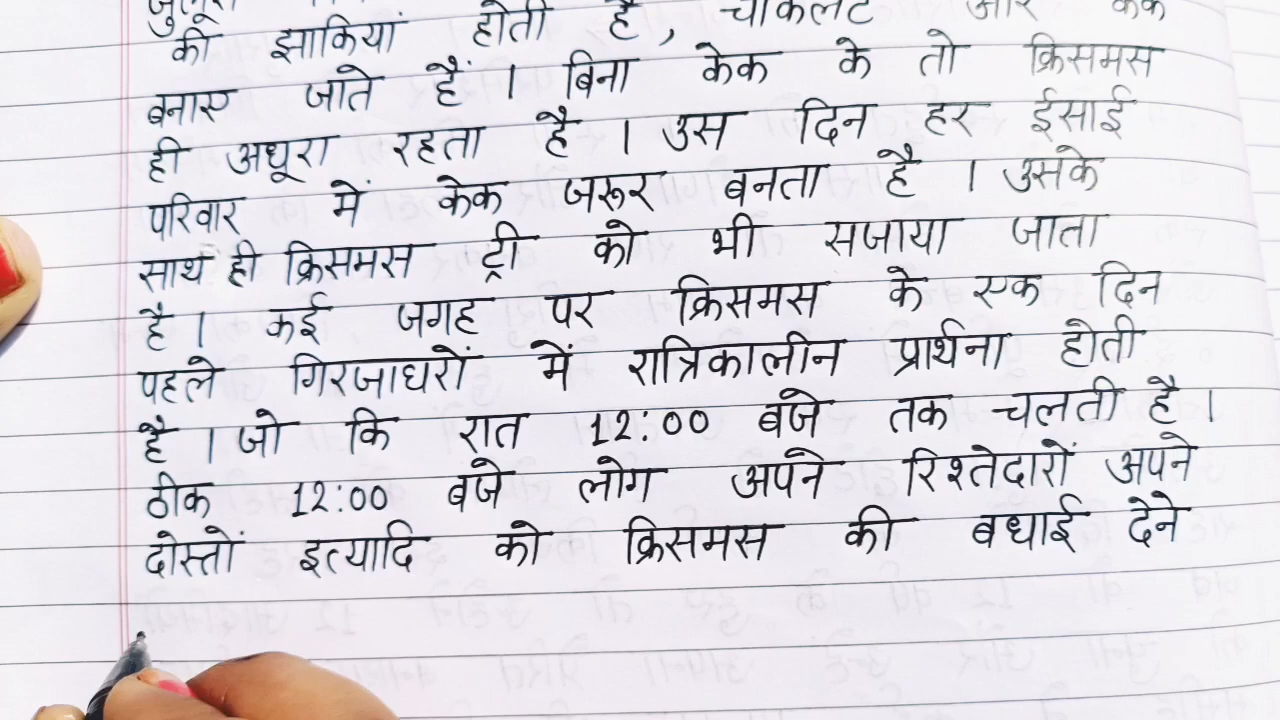 की झाकियां होती है, चाकलेट और केक
बनाए जाते हैं । बिना केक के तो क्रिसमस
ही अधूरा रहता है । उस दिन हर ईसाई
परिवार में केक जरूर बनता है । उसके
साथ ही क्रिसमस ट्री को भी सजाया जाता
है । कई जगह पर क्रिसमस के एक दिन
पहले गिरजाघरों में रात्रिकालीन प्रार्थना होती
है । जो कि रात 12:00 बजे तक चलती है ।
ठीक 12:00 बजे लोग अपने रिश्तेदारों अपने
दोस्तों इत्यादि को क्रिसमस की बधाई देने